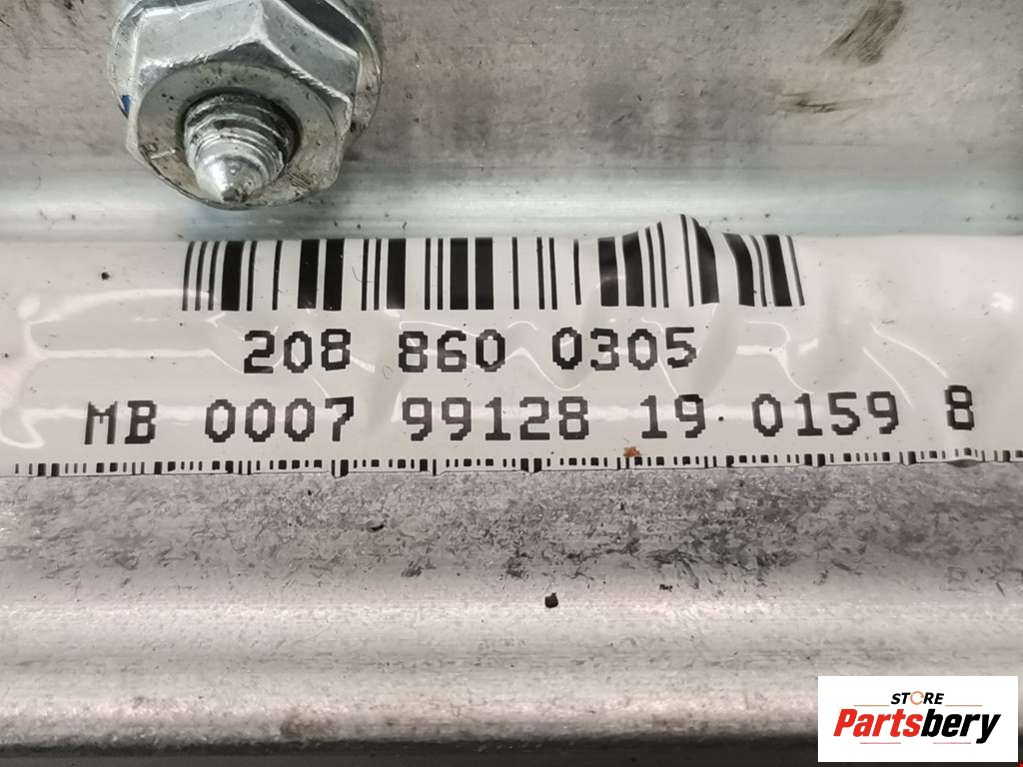 208 860 0305
MB 0007 99128 19 0159 8
STORE
Partsbery